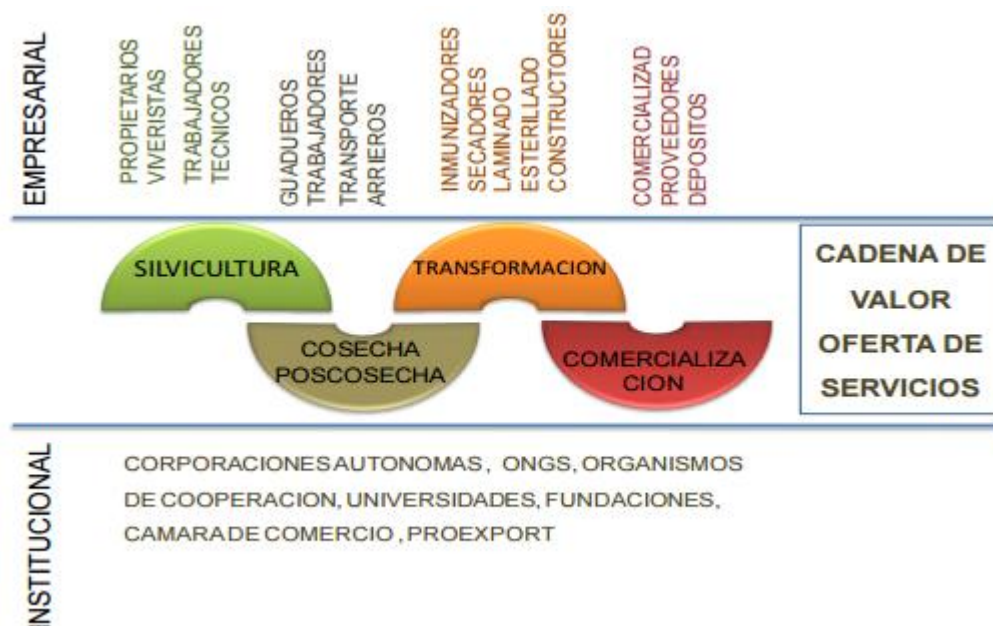 EMPRESARIAL
PROPIETARIOS
VIVERISTAS
TRABAJADORES
TECNICOS
GUADUEROS
TRABAJADORES
TRANSPORTE
ARRIEROS
INMUNIZADORES
SECADORES
LAMINADO
ESTERILLADO
CONSTRUCTORES
COMERCIALIZAD
PROVEEDORES
DEPOSITOS
SILVICULTURA
COSECHA
POSCOSECHA
TRANSFORMACION
COMERCIALIZA
CION
CADENA DE
VALOR
OFERTA DE
SERVICIOS
INSTITUCIONAL
CORPORACIONES AUTONOMAS, ONGS, ORGANISMOS
DE COOPERACION, UNIVERSIDADES, FUNDACIONES,
CAMARA DE COMERCIO , PROEXPORT